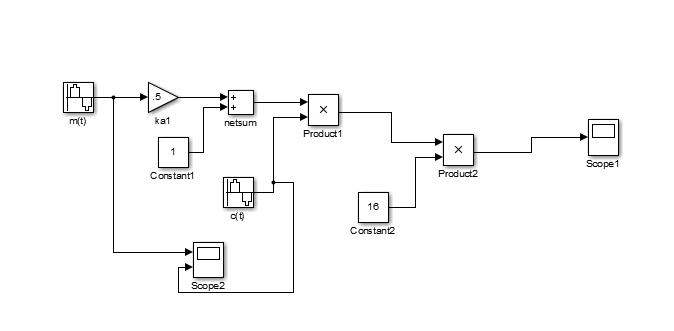 m(t)
.5
ka1
+
+
netsum
1
Constant1
×
Product1
c(t)
×
Product2
16
Constant2
Scope1
Scope2